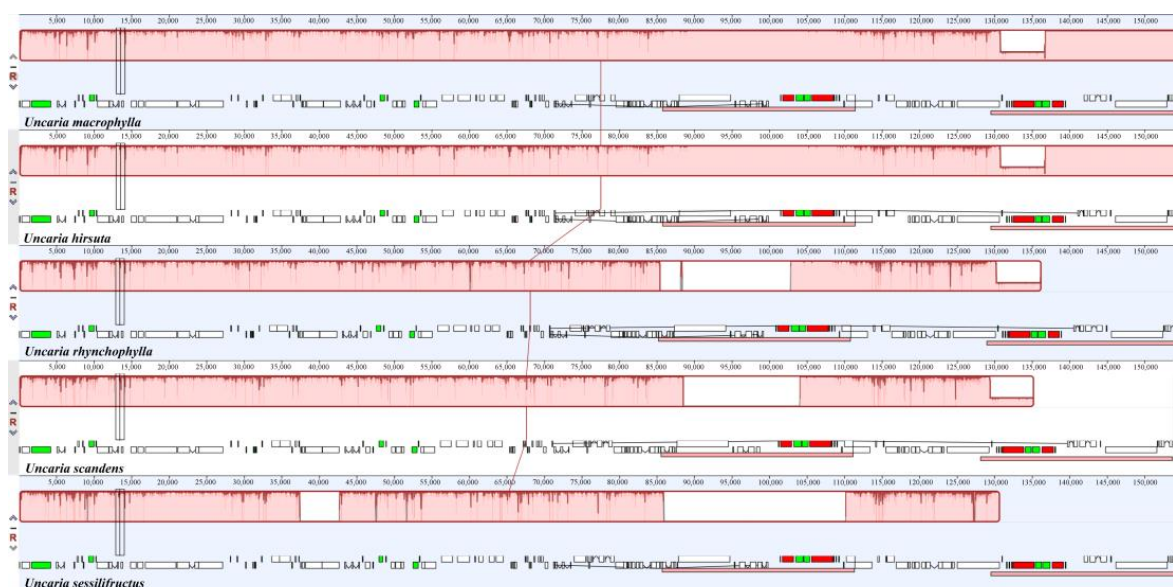 5,000 10,000 15,000 20,000 25,000 30,000 35,000 40,000 45,000 50,000 55,000 60,000 65,000 70,000 75,000 80,000 85,000 90,000 95,000 100,000 105,000 110,000 115,000 120,000 125,000 130,000 135,000 140,000 145,000 150,000
R
Uncaria macrophylla
5,000 10,000 15,000 20,000 25,000 30,000 35,000 40,000 45,000 50,000 55,000 60,000 65,000 70,000 75,000 80,000 85,000 90,000 95,000 100,000 105,000 110,000 115,000 120,000 125,000 130,000 135,000 140,000 145,000 150,000
R
Uncaria hirsuta
5,000 10,000 15,000 20,000 25,000 30,000 35,000 40,000 45,000 50,000 55,000 60,000 65,000 70,000 75,000 80,000 85,000 90,000 95,000 100,000 105,000 110,000 115,000 120,000 125,000 130,000 135,000 140,000 145,000 150,000
R
Uncaria rhynchophylla
5,000 10,000 15,000 20,000 25,000 30,000 35,000 40,000 45,000 50,000 55,000 60,000 65,000 70,000 75,000 80,000 85,000 90,000 95,000 100,000 105,000 110,000 115,000 120,000 125,000 130,000 135,000 140,000 145,000 150,000
R
Uncaria scandens
5,000 10,000 15,000 20,000 25,000 30,000 35,000 40,000 45,000 50,000 55,000 60,000 65,000 70,000 75,000 80,000 85,000 90,000 95,000 100,000 105,000 110,000 115,000 120,000 125,000 130,000 135,000 140,000 145,000 150,000
R
Uncaria sessilifructus